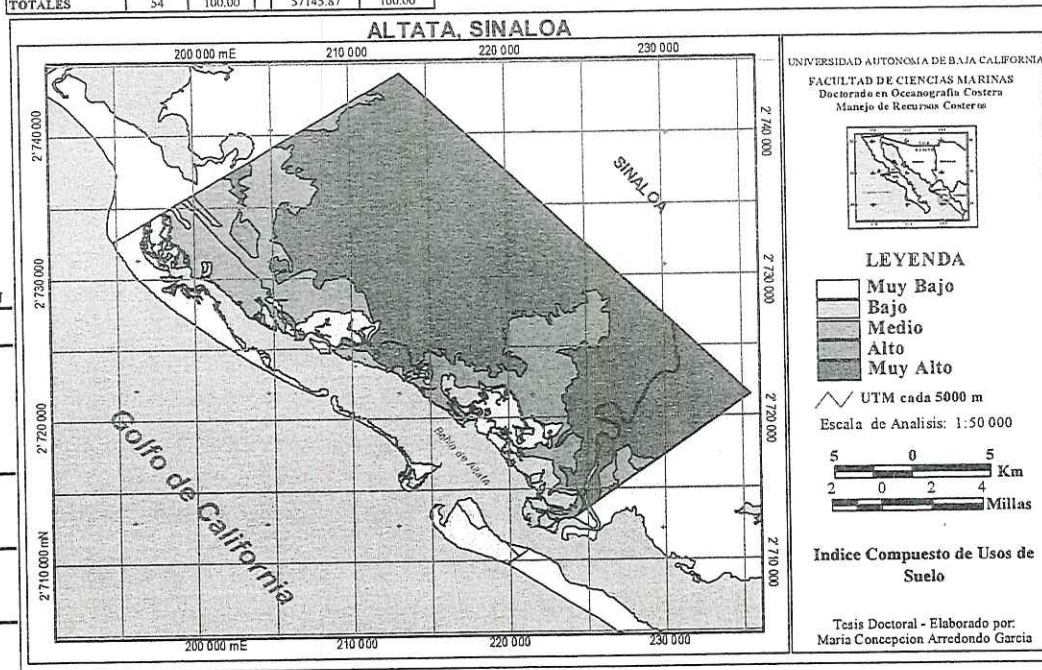 TOTALES 54 100.00 57145.87 100.00
ALTATA, SINALOA
200 000 mE 210 000 220 000 230 000
2'740 000
2'730 000
2'720 000
2'710 000 mN
SINALOA
Golfo de California
Bahia de Altata
2'740 000
2'730 000
2'720 000
2'710 000
200 000 mE 210 000 220 000 230 000
UNIVERSIDAD AUTONOMA DE BAJA CALIFORNIA
FACULTAD DE CIENCIAS MARINAS
Doctorado en Oceanografia Costera
Manejo de Recursos Costeros
LEYENDA
Muy Bajo
Bajo
Medio
Alto
Muy Alto
UTM cada 5000 m
Escala de Analisis: 1:50 000
5 0 5
Km
2 0 2 4
Millas
Indice Compuesto de Usos de
Suelo
Tesis Doctoral - Elaborado por:
Maria Concepcion Arredondo Garcia